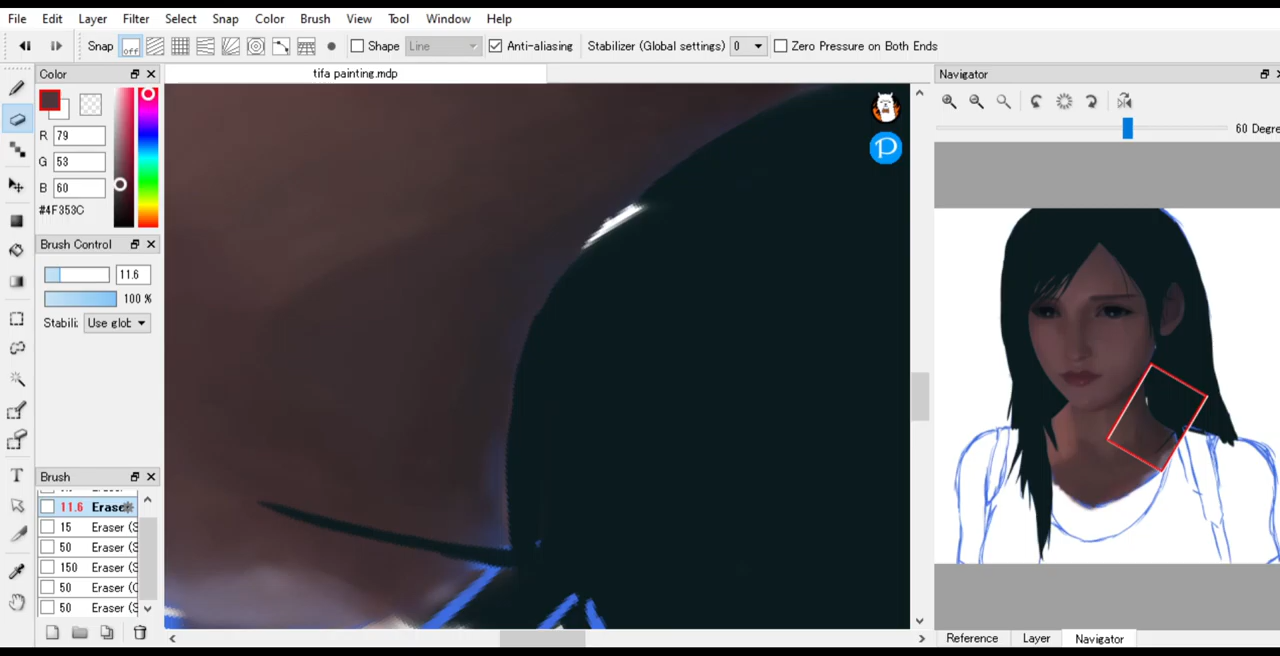 File Edit Layer Filter Select Snap Color Brush View Tool Window Help
Snap off Shape Line Anti-aliasing Stabilizer (Global settings) 0 Zero Pressure on Both Ends
Color
tifa painting.mdp
Navigator
R 79
G 53
B 60
#4F353C
60 Degre
P
Brush Control
11.6
100 %
Stabili: Use glob
Brush
11.6 Erase
15 Eraser (S
50 Eraser (S
150 Eraser (S
50 Eraser (C
50 Eraser (S
T
Reference Layer Navigator